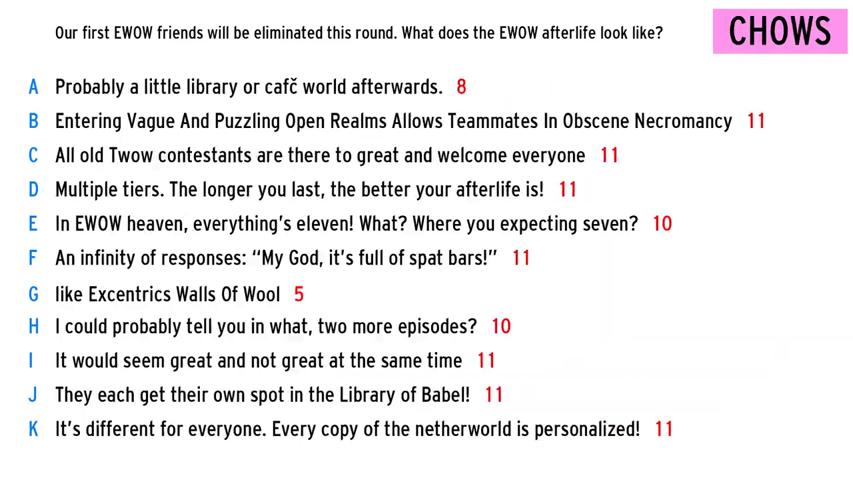 Our first EWOW friends will be eliminated this round. What does the EWOW afterlife look like?
CHOWS
A Probably a little library or cafč world afterwards. 8
B Entering Vague And Puzzling Open Realms Allows Teammates In Obscene Necromancy 11
C All old Twow contestants are there to great and welcome everyone 11
D Multiple tiers. The longer you last, the better your afterlife is! 11
E In EWOW heaven, everything's eleven! What? Where you expecting seven? 10
F An infinity of responses: “My God, it's full of spat bars!” 11
G like Excentrics Walls Of Wool 5
H I could probably tell you in what, two more episodes? 10
I It would seem great and not great at the same time 11
J They each get their own spot in the Library of Babel! 11
K It's different for everyone. Every copy of the netherworld is personalized! 11